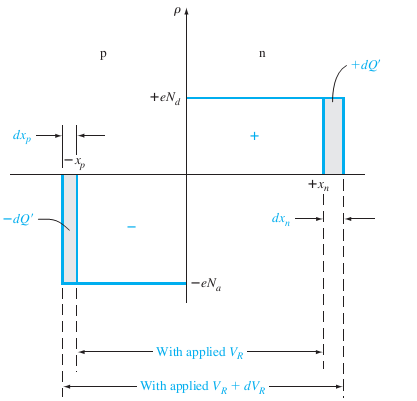 ρ
p
n
+dQ′
+eN_d
dx_p
+
−x_p
+x_n
−dQ′
dx_n
−
−eN_a
With applied V_R
With applied V_R + dV_R